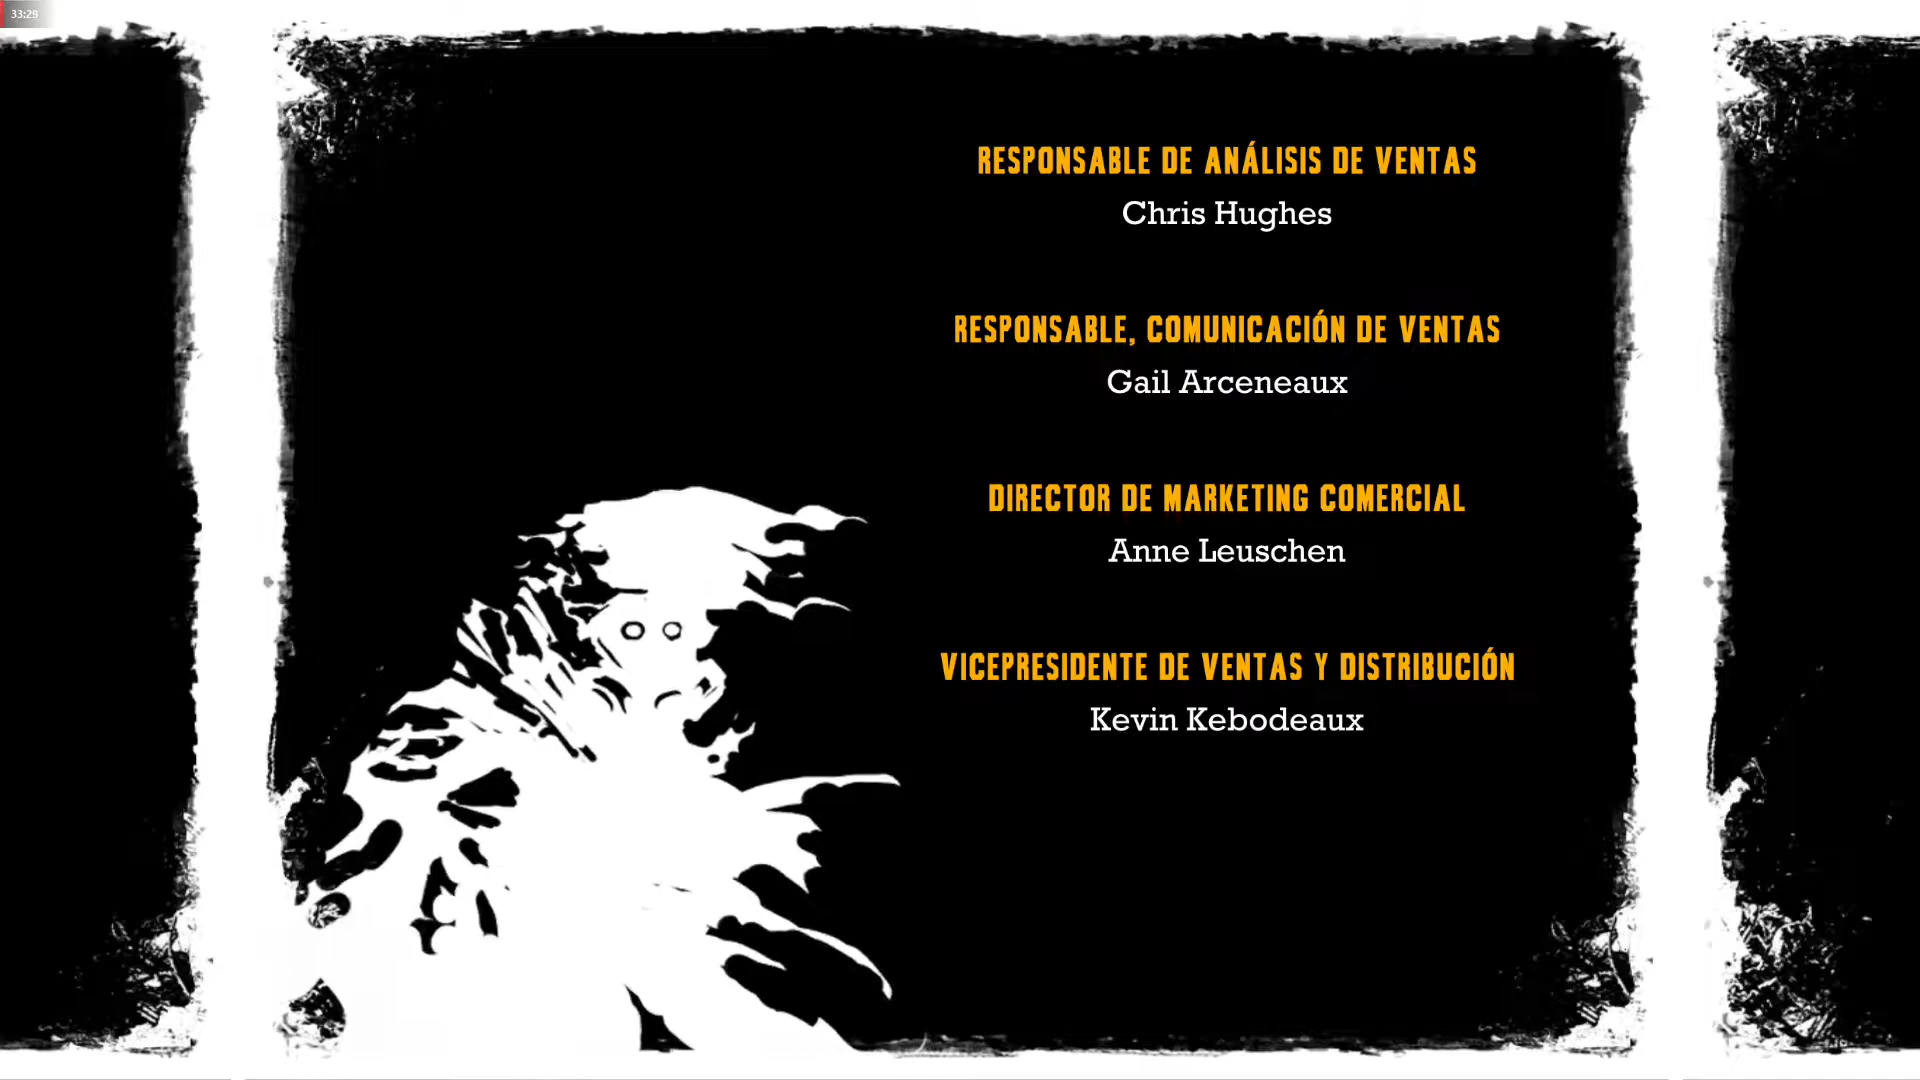 33:29
RESPONSABLE DE ANÁLISIS DE VENTAS
Chris Hughes
RESPONSABLE, COMUNICACIÓN DE VENTAS
Gail Arceneaux
DIRECTOR DE MARKETING COMERCIAL
Anne Leuschen
VICEPRESIDENTE DE VENTAS Y DISTRIBUCIÓN
Kevin Kebodeaux